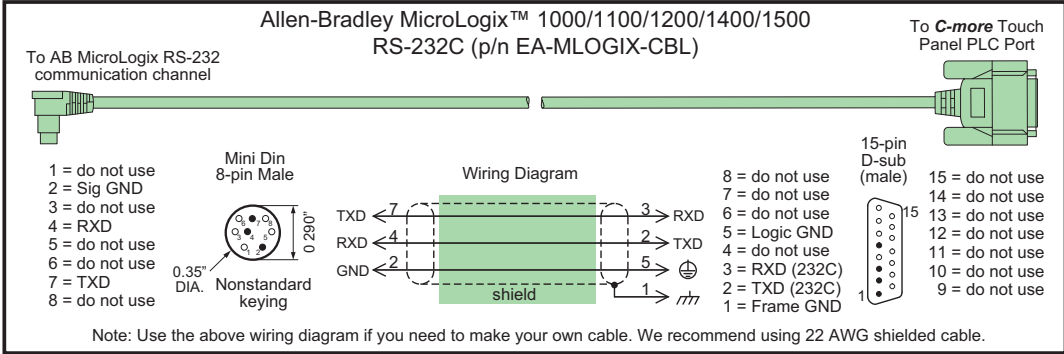 Allen-Bradley MicroLogix™ 1000/1100/1200/1400/1500
RS-232C (p/n EA-MLOGIX-CBL)
To AB MicroLogix RS-232
communication channel
To C-more Touch
Panel PLC Port
1 = do not use
2 = Sig GND
3 = do not use
4 = RXD
5 = do not use
6 = do not use
7 = TXD
8 = do not use
Mini Din
8-pin Male
6 7 8
3 4 5
1 2
0.35”
DIA.
0 290"
Nonstandard
keying
Wiring Diagram
TXD 7 3 RXD
RXD 4 2 TXD
GND 2 5
1
shield
8 = do not use
7 = do not use
6 = do not use
5 = Logic GND
4 = do not use
3 = RXD (232C)
2 = TXD (232C)
1 = Frame GND
15-pin
D-sub
(male)
15
1
15 = do not use
14 = do not use
13 = do not use
12 = do not use
11 = do not use
10 = do not use
9 = do not use
Note: Use the above wiring diagram if you need to make your own cable. We recommend using 22 AWG shielded cable.